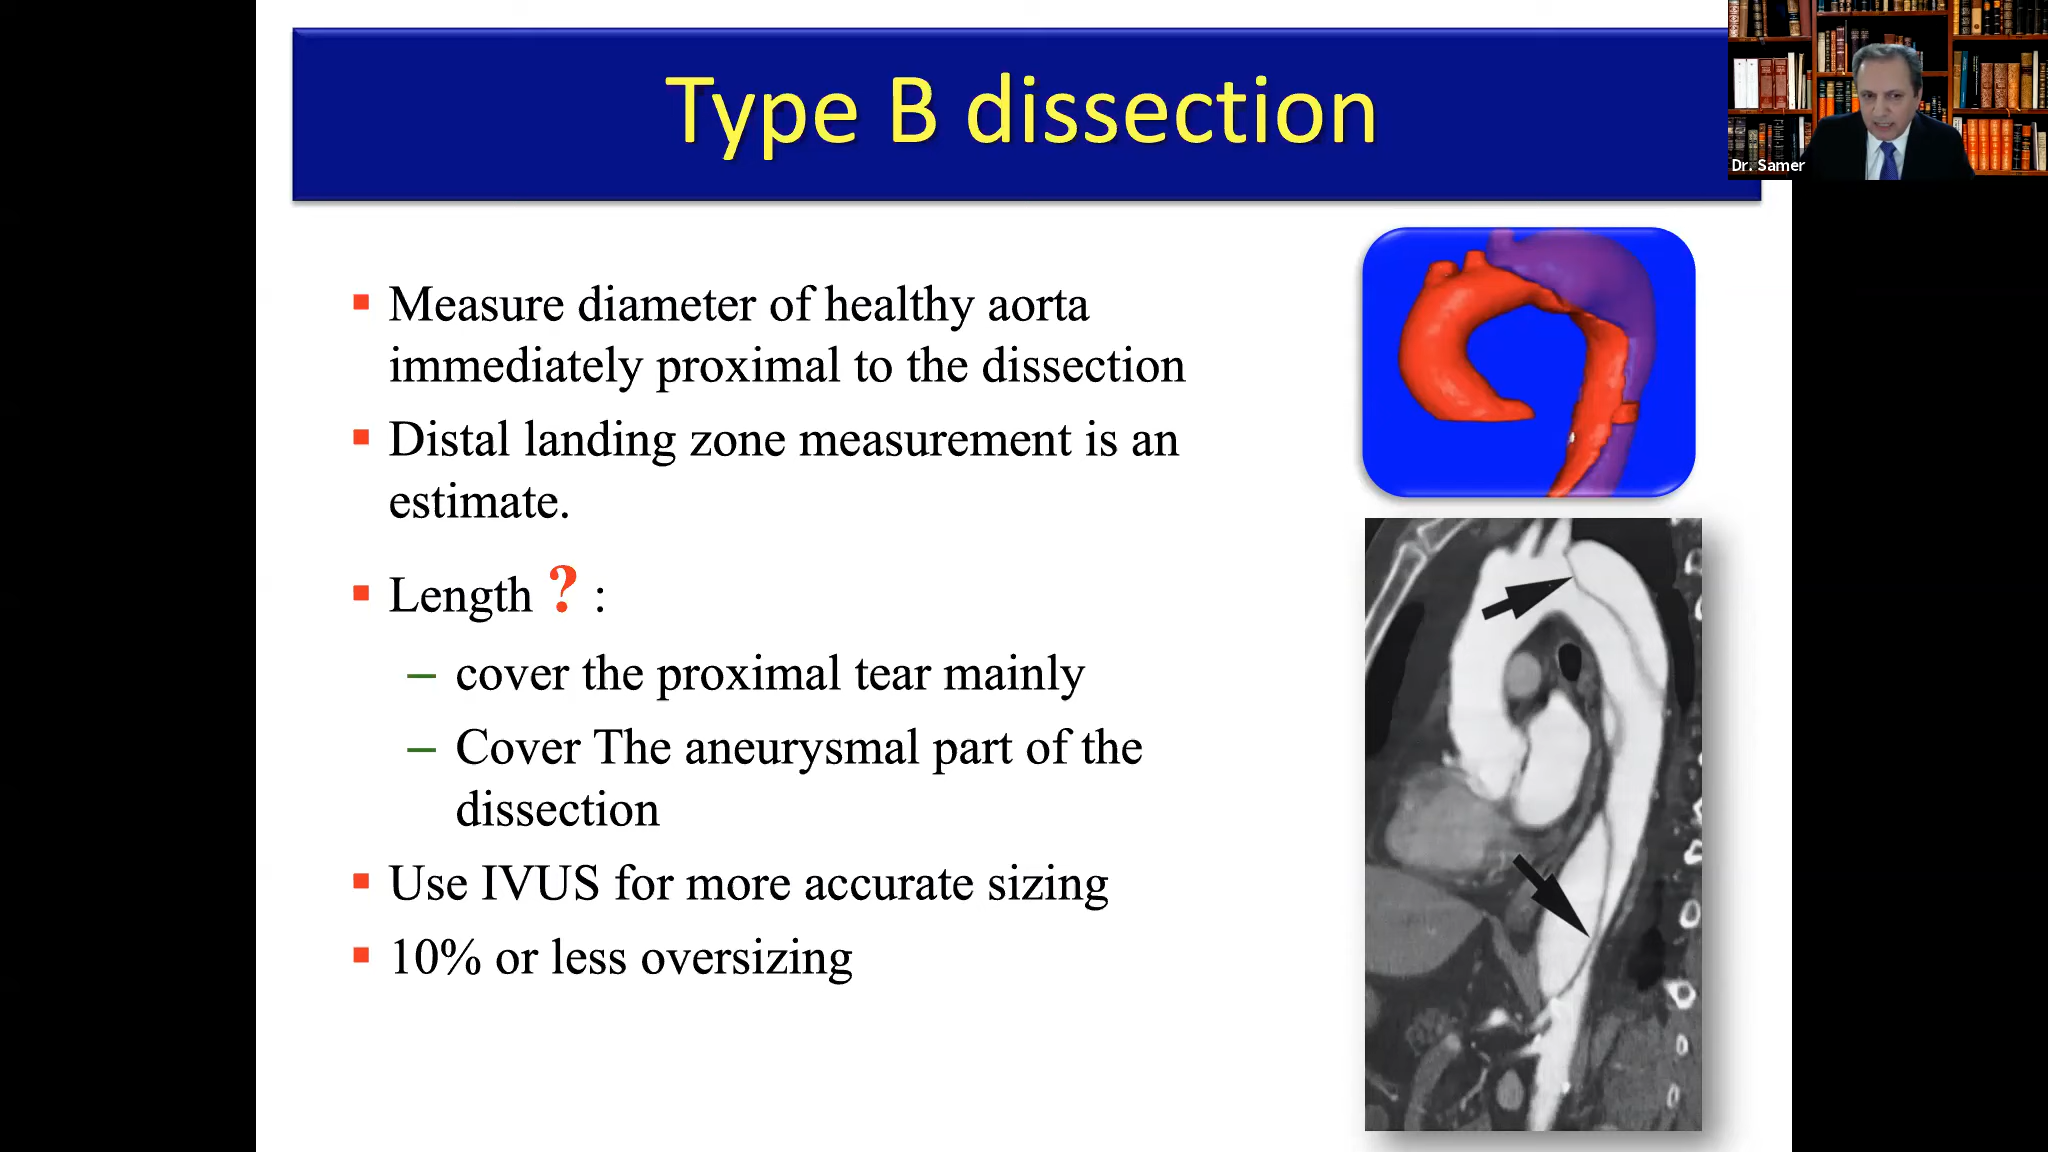 Type B dissection
Dr. Samer
▪ Measure diameter of healthy aorta
immediately proximal to the dissection
▪ Distal landing zone measurement is an
estimate.
▪ Length ? :
– cover the proximal tear mainly
– Cover The aneurysmal part of the
dissection
▪ Use IVUS for more accurate sizing
▪ 10% or less oversizing